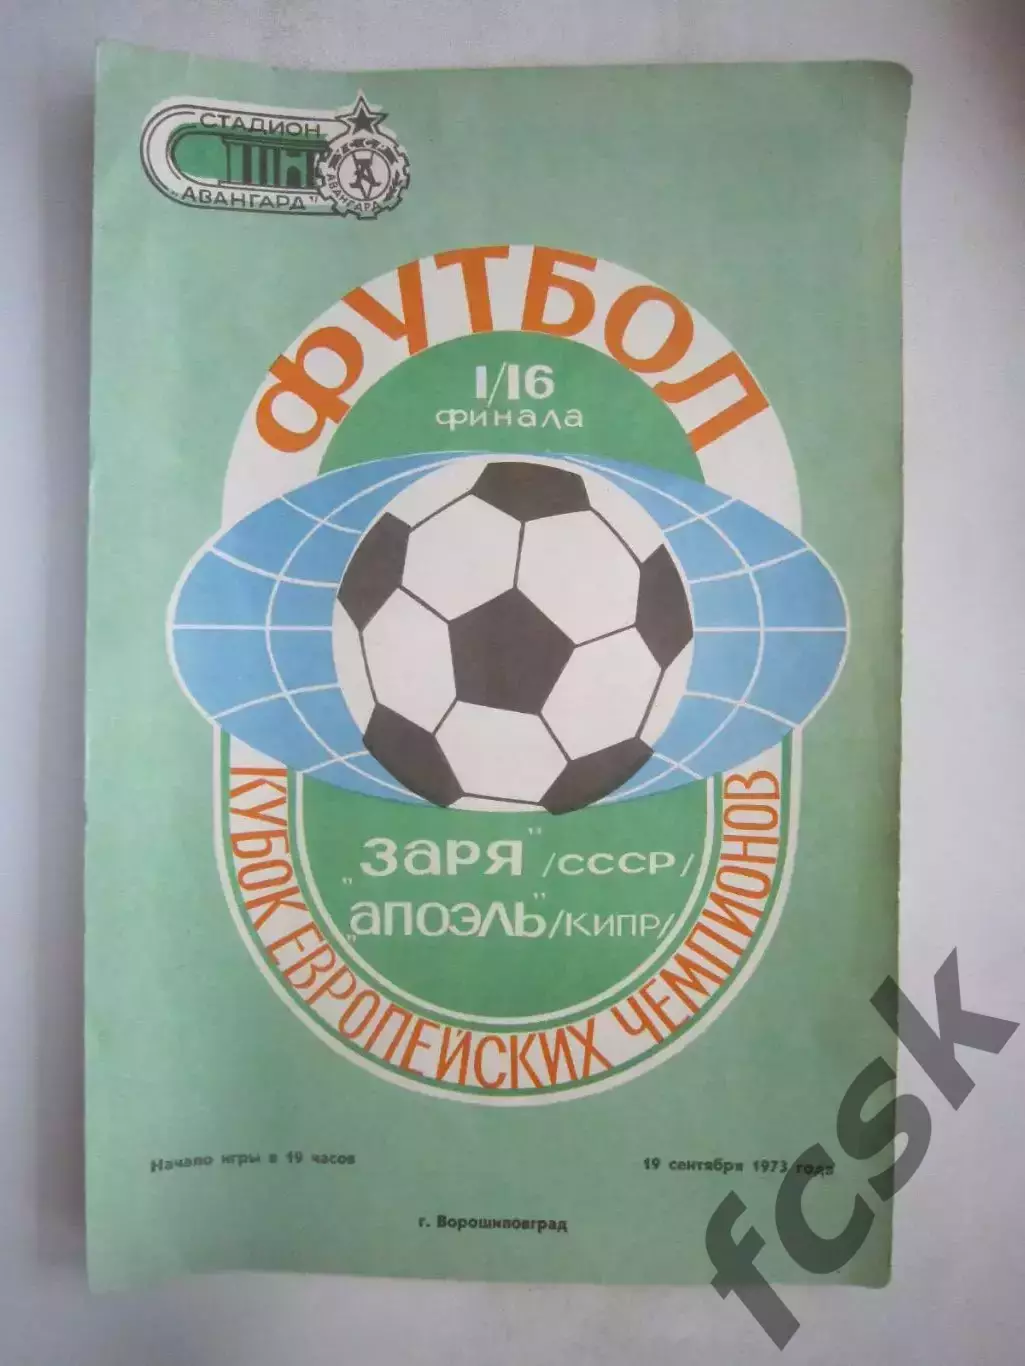 СТАДИОН
„АВАНГАРД"
АВАНГАРД
ФУТБОЛ
1/16
финала
„Заря" /СССР/
„Апоэль" /КИПР/
КУБОК ЕВРОПЕЙСКИХ ЧЕМПИОНОВ
Начало игры в 19 часов
19 сентября 1973 года
г. Ворошиловград
fcsk